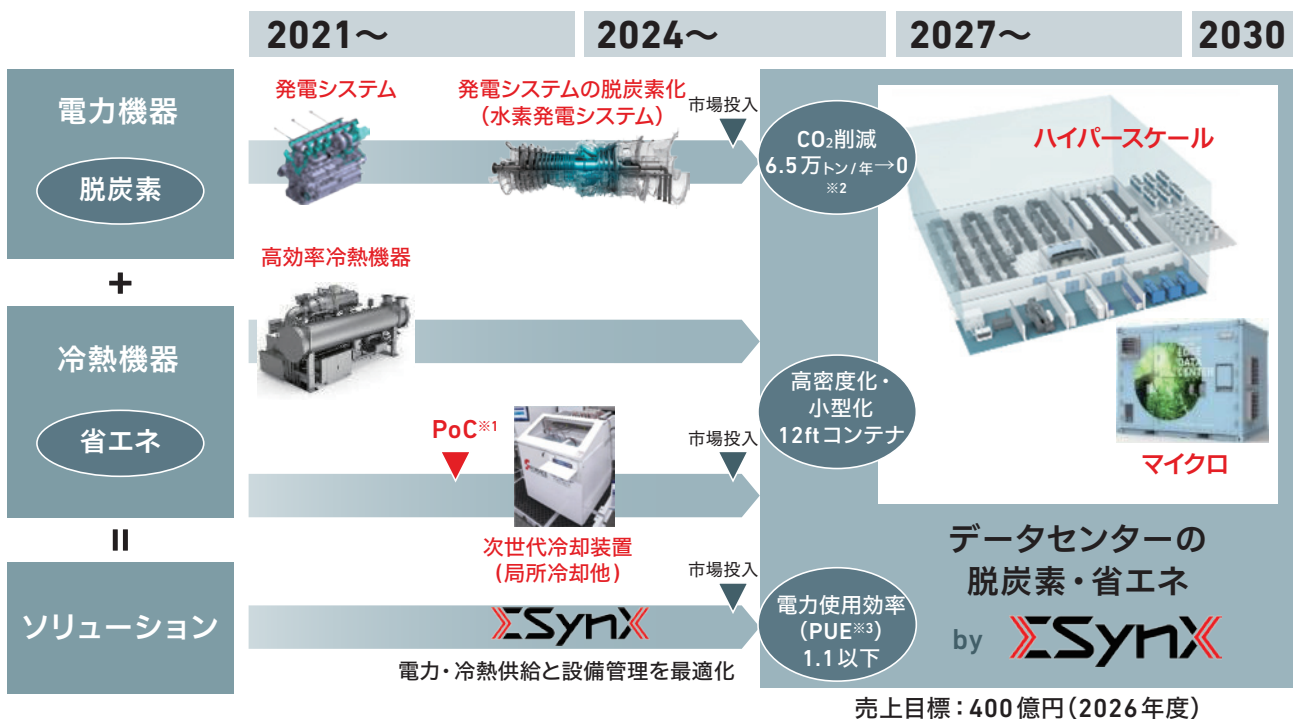 2021～
2024～
2027～
2030
電力機器
脱炭素
+
冷熱機器
省エネ
=
ソリューション
発電システム
発電システムの脱炭素化
(水素発電システム)
市場投入
高効率冷熱機器
PoC※1
市場投入
次世代冷却装置
(局所冷却他)
市場投入
ΣSynX
電力・冷熱供給と設備管理を最適化
CO₂削減
6.5万トン/年→0
※2
高密度化・
小型化
12ftコンテナ
電力使用効率
(PUE※3)
1.1以下
ハイパースケール
EDGE
DATA
CENTER
マイクロ
データセンターの
脱炭素・省エネ
by ΣSynX
売上目標：400億円(2026年度)